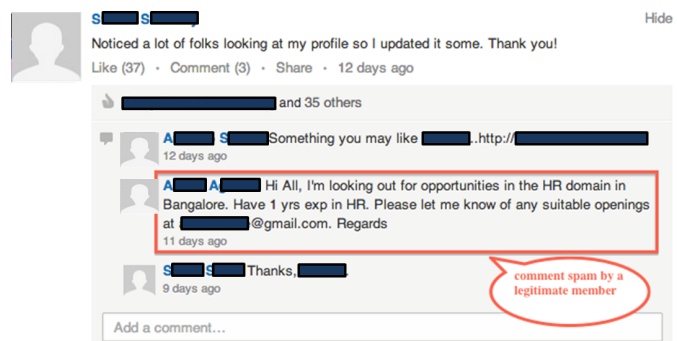 S S Hide
Noticed a lot of folks looking at my profile so I updated it some. Thank you!
Like (37) · Comment (3) · Share · 12 days ago
and 35 others
A S Something you may like ..http://
12 days ago
A A Hi All, I'm looking out for opportunities in the HR domain in
Bangalore. Have 1 yrs exp in HR. Please let me know of any suitable openings
at @gmail.com. Regards
11 days ago
S S Thanks,
9 days ago
comment spam by a
legitimate member
Add a comment...